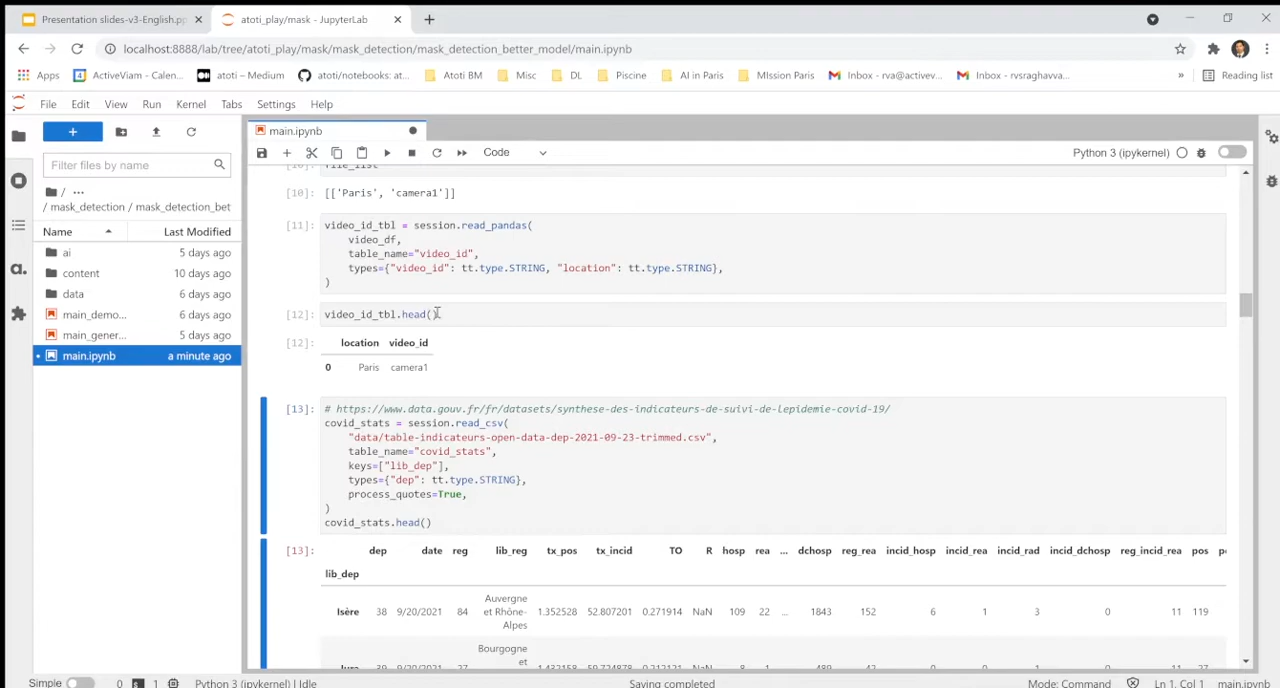 Presentation slides-v3-English.pp
atoti_play/mask - JupyterLab
localhost:8888/lab/tree/atoti_play/mask/mask_detection/mask_detection_better_model/main.ipynb
Apps ActiveViam - Calen... atoti – Medium atoti/notebooks: at... Atoti BM Misc DL Piscine AI in Paris MIssion Paris Inbox - rva@activev... Inbox - rvsraghavva... » Reading list
File Edit View Run Kernel Tabs Settings Help
main.ipynb
Code
Python 3 (ipykernel)
Filter files by name
/ ...
/ mask_detection / mask_detection_bet
Name Last Modified
ai 5 days ago
content 10 days ago
data 6 days ago
main_demo... 6 days ago
main_gener... 5 days ago
main.ipynb a minute ago
a.
[10]: file_list
[10]: [['Paris', 'camera1']]
[11]: video_id_tbl = session.read_pandas(
video_df,
table_name="video_id",
types={"video_id": tt.type.STRING, "location": tt.type.STRING},
)
[12]: video_id_tbl.head()
[12]: location video_id
0 Paris camera1
[13]: # https://www.data.gouv.fr/fr/datasets/synthese-des-indicateurs-de-suivi-de-lepidemie-covid-19/
covid_stats = session.read_csv(
"data/table-indicateurs-open-data-dep-2021-09-23-trimmed.csv",
table_name="covid_stats",
keys=["lib_dep"],
types={"dep": tt.type.STRING},
process_quotes=True,
)
covid_stats.head()
[13]: dep date reg lib_reg tx_pos tx_incid TO R hosp rea ... dchosp reg_rea incid_hosp incid_rea incid_rad incid_dchosp reg_incid_rea pos
lib_dep
Isère 38 9/20/2021 84 Auvergne et Rhône-Alpes 1.352528 52.807201 0.271914 NaN 109 22 ... 1843 152 6 1 3 0 11 119
Bourgogne
et
Simple 0 1 Python 3 (ipykernel) | Idle Saving completed Mode: Command Ln 1, Col 1 main.ipynb